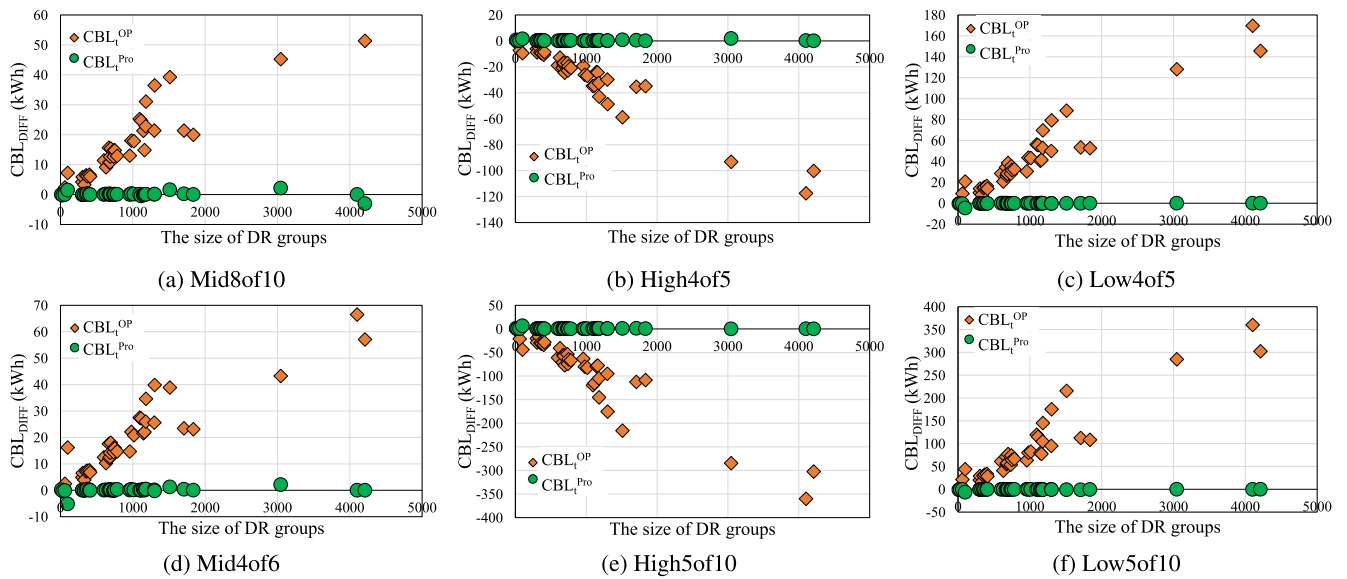 60
50
40
30
20
10
0
-10
CBL_DIFF (kWh)
CBL_t^OP
CBL_t^Pro
0 1000 2000 3000 4000 5000
The size of DR groups
(a) Mid8of10
20
0
-20
-40
-60
-80
-100
-120
-140
CBL_DIFF (kWh)
0 1000 2000 3000 4000 5000
CBL_t^OP
CBL_t^Pro
The size of DR groups
(b) High4of5
180
160
140
120
100
80
60
40
20
0
-20
CBL_DIFF (kWh)
CBL_t^OP
CBL_t^Pro
0 1000 2000 3000 4000 5000
The size of DR groups
(c) Low4of5
70
60
50
40
30
20
10
0
-10
CBL_DIFF (kWh)
CBL_t^OP
CBL_t^Pro
0 1000 2000 3000 4000 5000
The size of DR groups
(d) Mid4of6
50
0
-50
-100
-150
-200
-250
-300
-350
-400
CBL_DIFF (kWh)
0 1000 2000 3000 4000 5000
CBL_t^OP
CBL_t^Pro
The size of DR groups
(e) High5of10
400
350
300
250
200
150
100
50
0
-50
CBL_DIFF (kWh)
CBL_t^OP
CBL_t^Pro
0 1000 2000 3000 4000 5000
The size of DR groups
(f) Low5of10